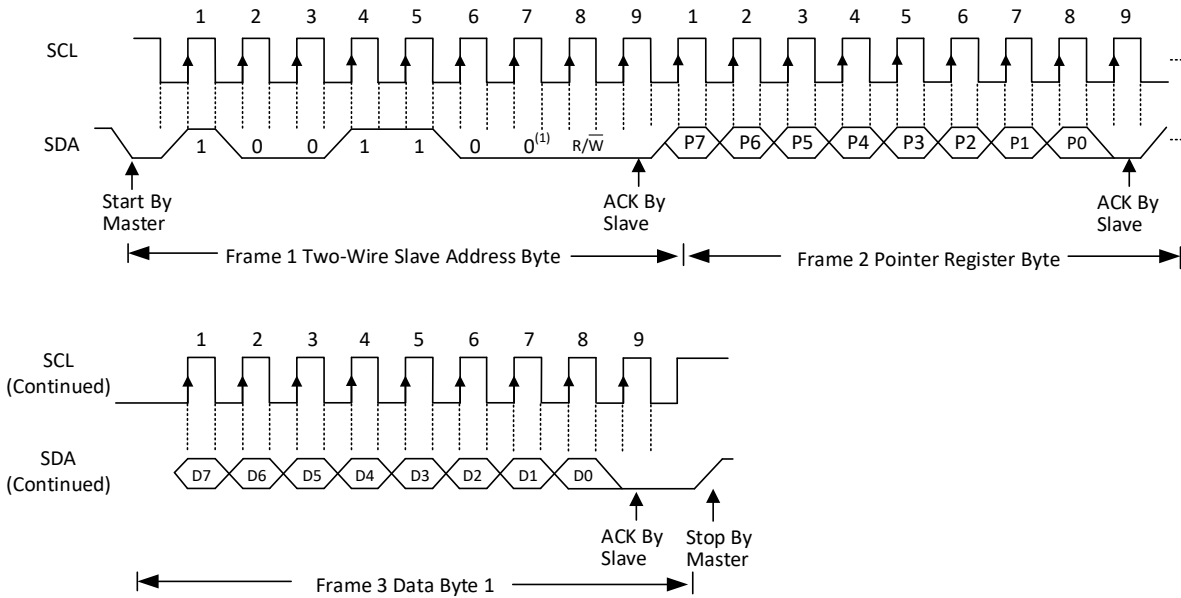 1 2 3 4 5 6 7 8 9 1 2 3 4 5 6 7 8 9
SCL
SDA
1 0 0 1 1 0 0(1) R/W̅ P7 P6 P5 P4 P3 P2 P1 P0
Start By
Master
ACK By
Slave
ACK By
Slave
Frame 1 Two-Wire Slave Address Byte
Frame 2 Pointer Register Byte
1 2 3 4 5 6 7 8 9
SCL
(Continued)
SDA
(Continued)
D7 D6 D5 D4 D3 D2 D1 D0
ACK By
Slave
Stop By
Master
Frame 3 Data Byte 1